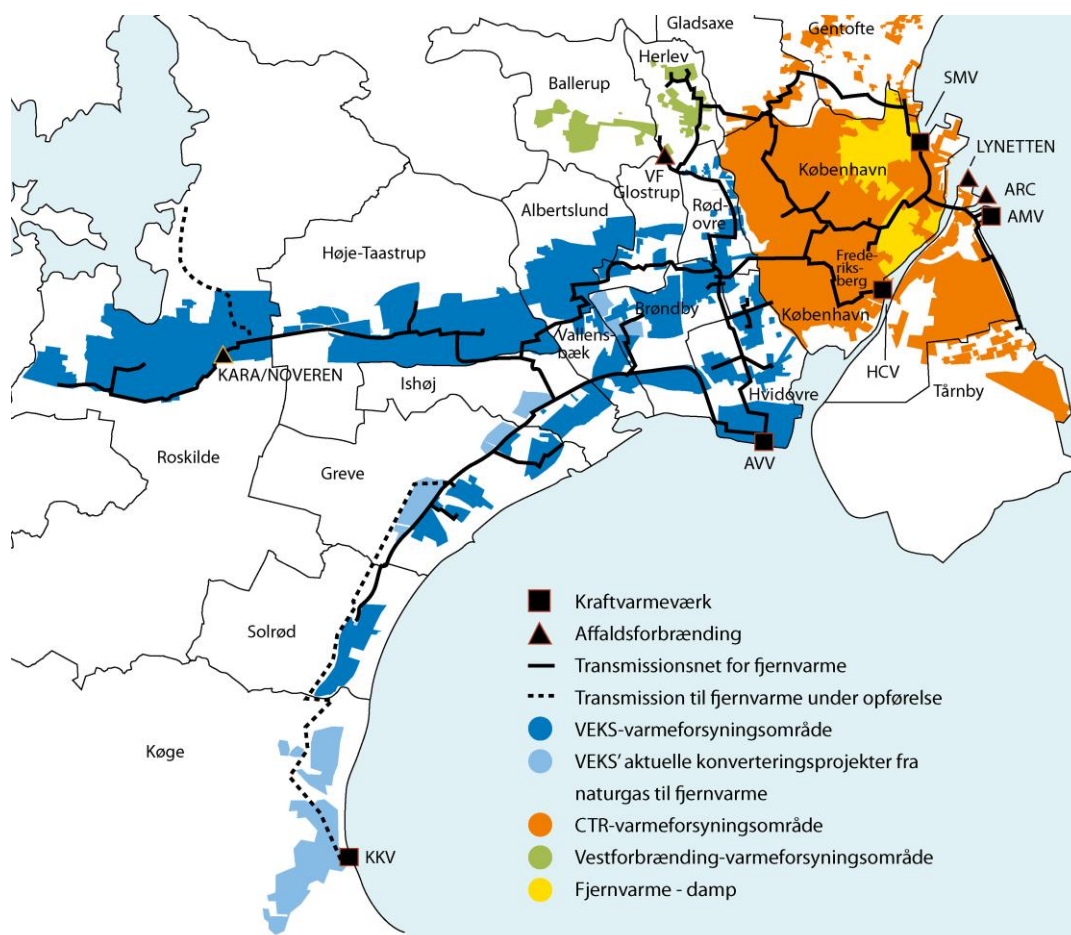 Gladsaxe
Gentofte
Herlev
Ballerup
SMV
LYNETTEN
København
VF
Glostrup
ARC
Rød-
ovre
AMV
Albertslund
Høje-Taastrup
Frede-
riks-
berg
Brøndby
København
Vallens-
bæk
KARA/NOVEREN
Ishøj
HCV
Hvidovre
Tårnby
Roskilde
AVV
Greve
Solrød
Køge
KKV
Kraftvarmeværk
Affaldsforbrænding
Transmissionsnet for fjernvarme
Transmission til fjernvarme under opførelse
VEKS-varmeforsyningsområde
VEKS' aktuelle konverteringsprojekter fra
naturgas til fjernvarme
CTR-varmeforsyningsområde
Vestforbrænding-varmeforsyningsområde
Fjernvarme - damp